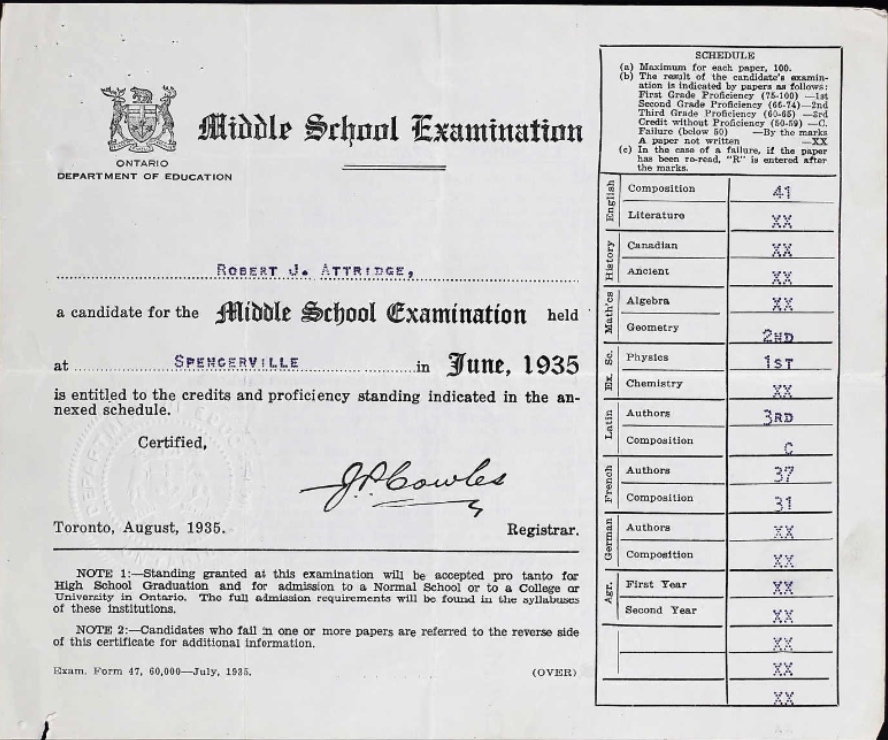 ONTARIO
DEPARTMENT OF EDUCATION
Middle School Examination
ROBERT J. ATTRIDGE,
a candidate for the Middle School Examination held
at SPENCERVILLE in June, 1935
is entitled to the credits and proficiency standing indicated in the an-
nexed schedule.
Certified,
J.P. Cowles
Toronto, August, 1935. Registrar.
NOTE 1:—Standing granted at this examination will be accepted pro tanto for
High School Graduation and for admission to a Normal School or to a College or
University in Ontario. The full admission requirements will be found in the syllabuses
of these institutions.
NOTE 2:—Candidates who fail in one or more papers are referred to the reverse side
of this certificate for additional information.
Exam. Form 47, 60,000—July, 1935. (OVER)
SCHEDULE
(a) Maximum for each paper, 100.
(b) The result of the candidate's examin-
ation is indicated by papers as follows:
First Grade Proficiency (75-100) —1st
Second Grade Proficiency (66-74)—2nd
Third Grade Proficiency (60-65) —3rd
Credit without Proficiency (50-59) —C.
Failure (below 50) —By the marks
A paper not written —XX
(c) In the case of a failure, if the paper
has been re-read, "R" is entered after
the marks.
English
Composition 41
Literature XX
History
Canadian XX
Ancient XX
Math'cs
Algebra XX
Geometry 2ND
Ex. Sc.
Physics 1ST
Chemistry XX
Latin
Authors 3RD
Composition C
French
Authors 37
Composition 31
German
Authors XX
Composition XX
Agr.
First Year XX
Second Year XX
XX
XX
XX